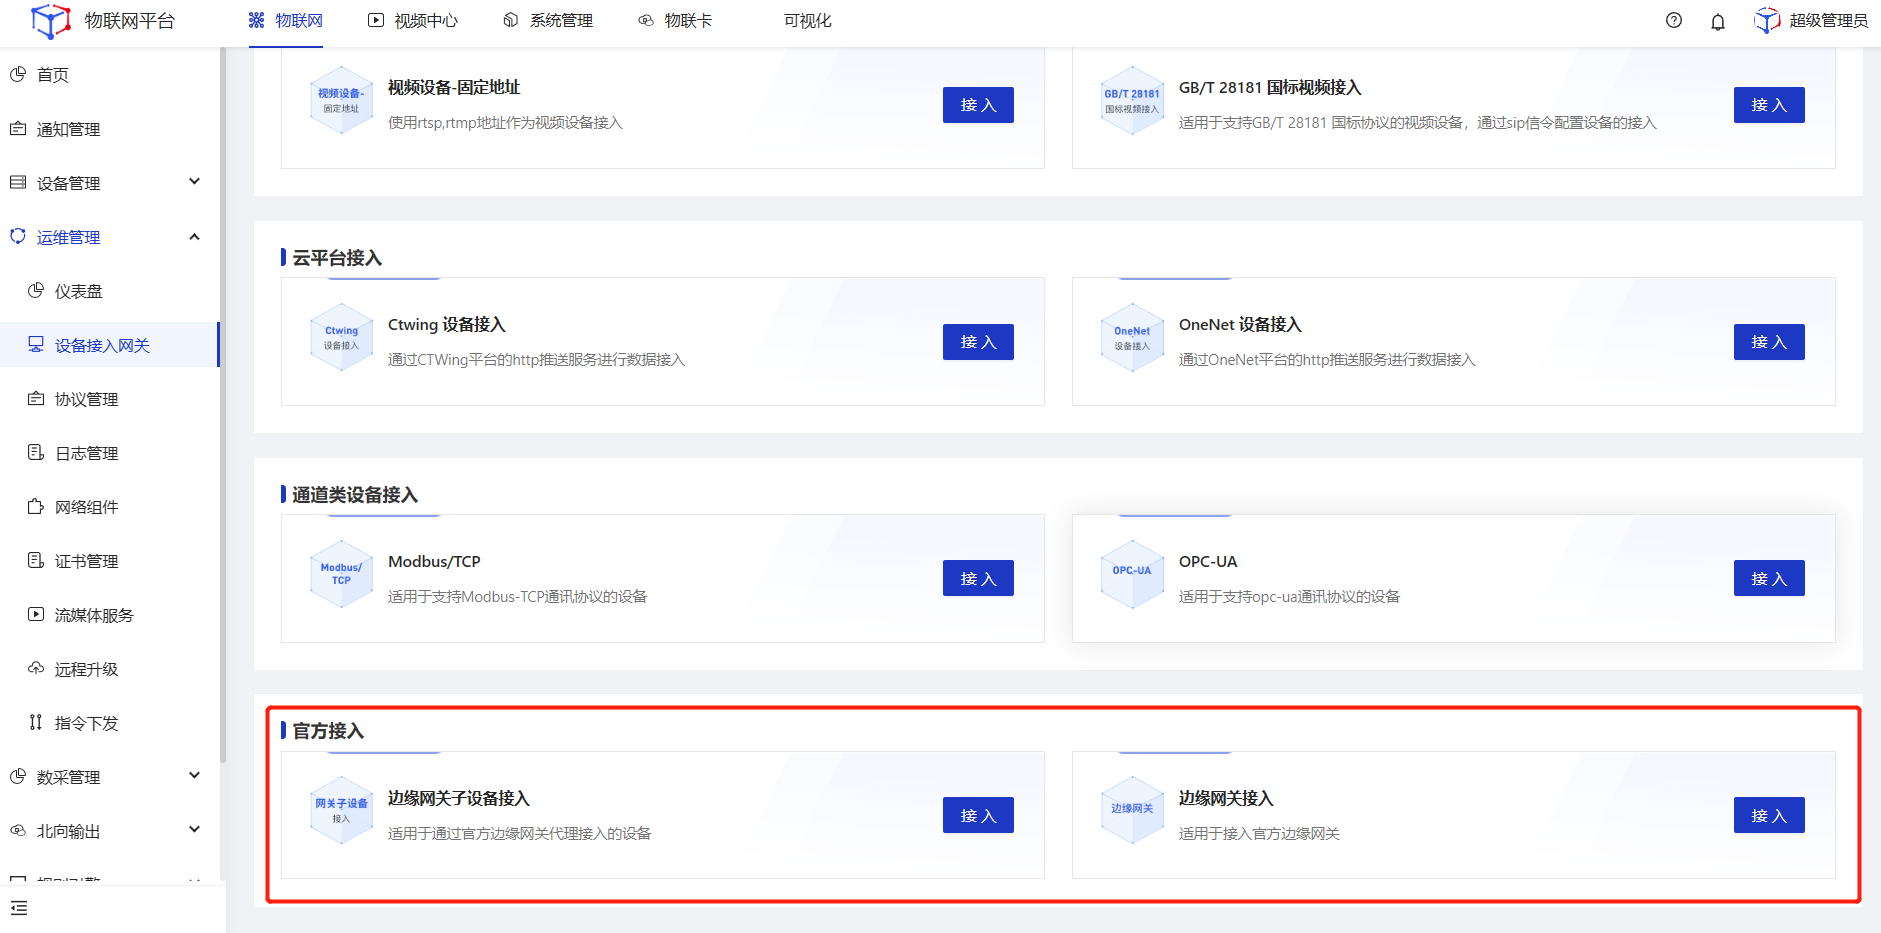 物联网平台
物联网
视频中心
系统管理
物联卡
可视化
超级管理员
首页
通知管理
设备管理
运维管理
仪表盘
设备接入网关
协议管理
日志管理
网络组件
证书管理
流媒体服务
远程升级
指令下发
数采管理
北向输出
视频设备-
固定地址
视频设备-固定地址
使用rtsp,rtmp地址作为视频设备接入
接 入
GB/T 28181
国标视频接入
GB/T 28181 国标视频接入
适用于支持GB/T 28181 国标协议的视频设备，通过sip信令配置设备的接入
接 入
云平台接入
Ctwing
设备接入
Ctwing 设备接入
通过CTWing平台的http推送服务进行数据接入
接 入
OneNet
设备接入
OneNet 设备接入
通过OneNet平台的http推送服务进行数据接入
接 入
通道类设备接入
Modbus/
TCP
Modbus/TCP
适用于支持Modbus-TCP通讯协议的设备
接 入
OPC-UA
OPC-UA
适用于支持opc-ua通讯协议的设备
接 入
官方接入
网关子设备
接入
边缘网关子设备接入
适用于通过官方边缘网关代理接入的设备
接 入
边缘网关
边缘网关接入
适用于接入官方边缘网关
接 入